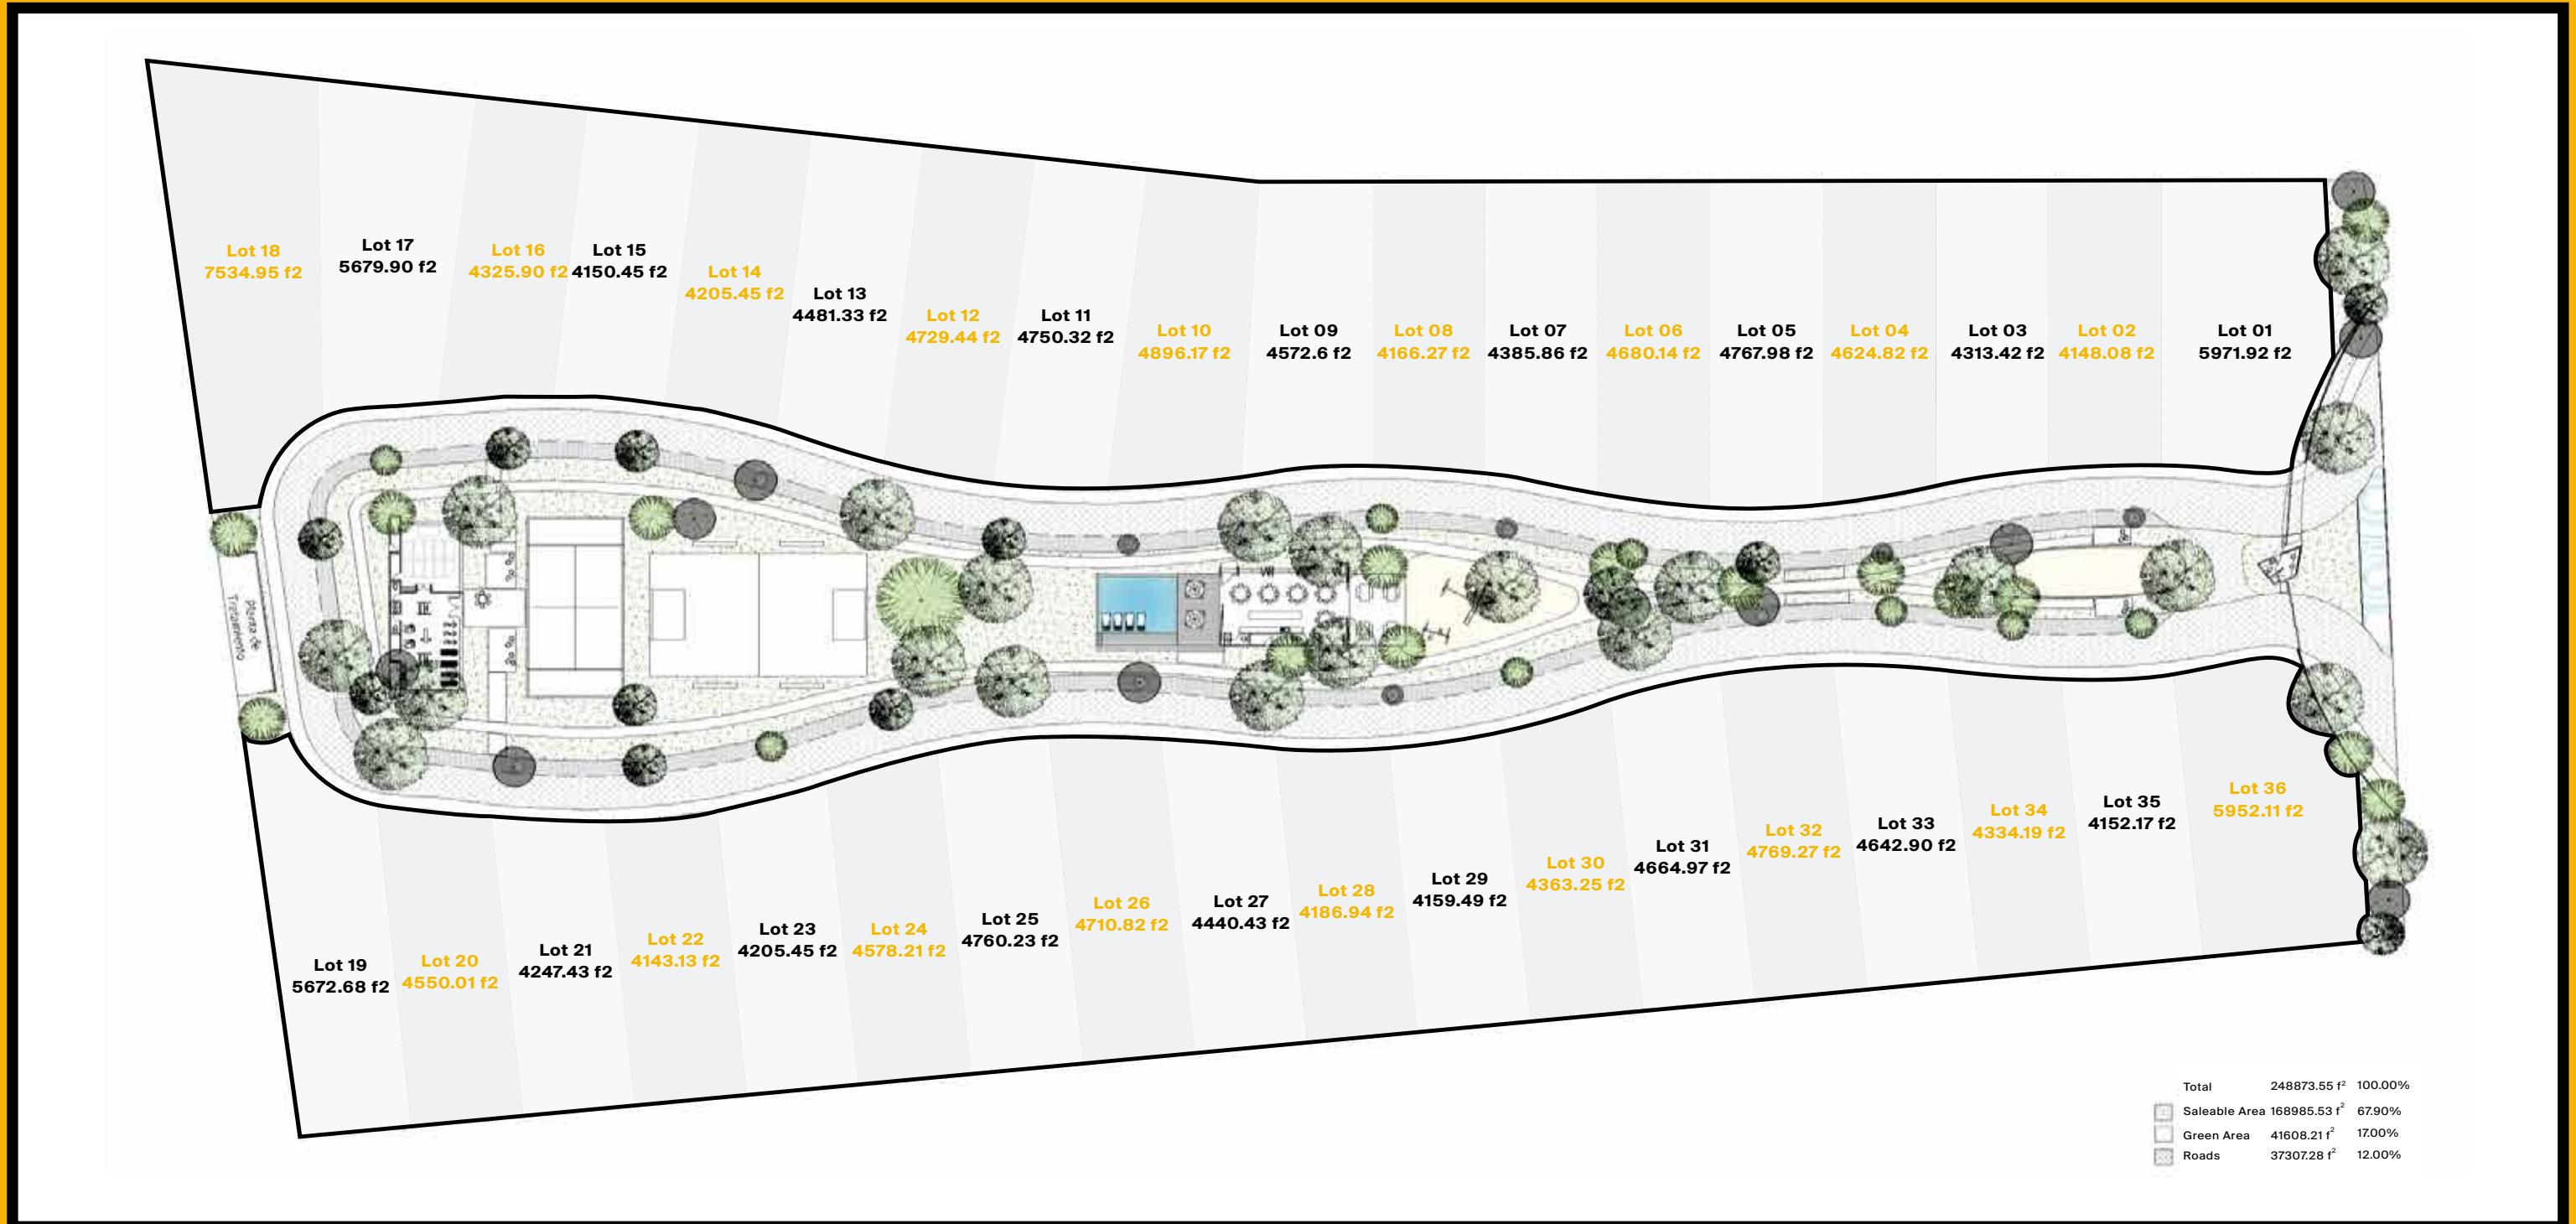 Lot 18
7534.95 f2
Lot 17
5679.90 f2
Lot 16
4325.90 f2
Lot 15
4150.45 f2
Lot 14
4205.45 f2
Lot 13
4481.33 f2
Lot 12
4729.44 f2
Lot 11
4750.32 f2
Lot 10
4896.17 f2
Lot 09
4572.6 f2
Lot 08
4166.27 f2
Lot 07
4385.86 f2
Lot 06
4680.14 f2
Lot 05
4767.98 f2
Lot 04
4624.82 f2
Lot 03
4313.42 f2
Lot 02
4148.08 f2
Lot 01
5971.92 f2
Planta de
Tratamiento
Lot 19
5672.68 f2
Lot 20
4550.01 f2
Lot 21
4247.43 f2
Lot 22
4143.13 f2
Lot 23
4205.45 f2
Lot 24
4578.21 f2
Lot 25
4760.23 f2
Lot 26
4710.82 f2
Lot 27
4440.43 f2
Lot 28
4186.94 f2
Lot 29
4159.49 f2
Lot 30
4363.25 f2
Lot 31
4664.97 f2
Lot 32
4769.27 f2
Lot 33
4642.90 f2
Lot 34
4334.19 f2
Lot 35
4152.17 f2
Lot 36
5952.11 f2
Total 248873.55 f² 100.00%
Saleable Area 168985.53 f² 67.90%
Green Area 41608.21 f² 17.00%
Roads 37307.28 f² 12.00%